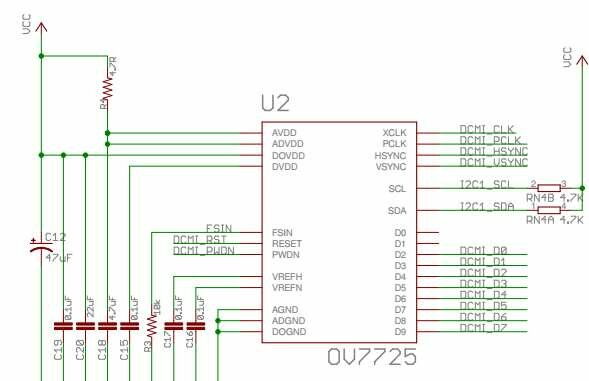 VCC
VCC
4.7R
R4
U2
AVDD
ADVDD
DOVDD
DVDD
XCLK
PCLK
HSYNC
VSYNC
DCMI_CLK
DCMI_PCLK
DCMI_HSYNC
DCMI_VSYNC
SCL
I2C1_SCL
2
3
RN4B 4.7K
SDA
I2C1_SDA
1
4
RN4A 4.7K
FSIN
DCMI_RST
DCMI_PWDN
FSIN
RESET
PWDN
VREFH
VREFN
AGND
ADGND
DOGND
D0
D1
D2
D3
D4
D5
D6
D7
D8
D9
DCMI_D0
DCMI_D1
DCMI_D2
DCMI_D3
DCMI_D4
DCMI_D5
DCMI_D6
DCMI_D7
+
C12
47uF
0.1uF
22uF
4.7uF
0.1uF
10k
0.1uF
0.1uF
C19
C20
C18
C15
R3
C17
C16
OV7725